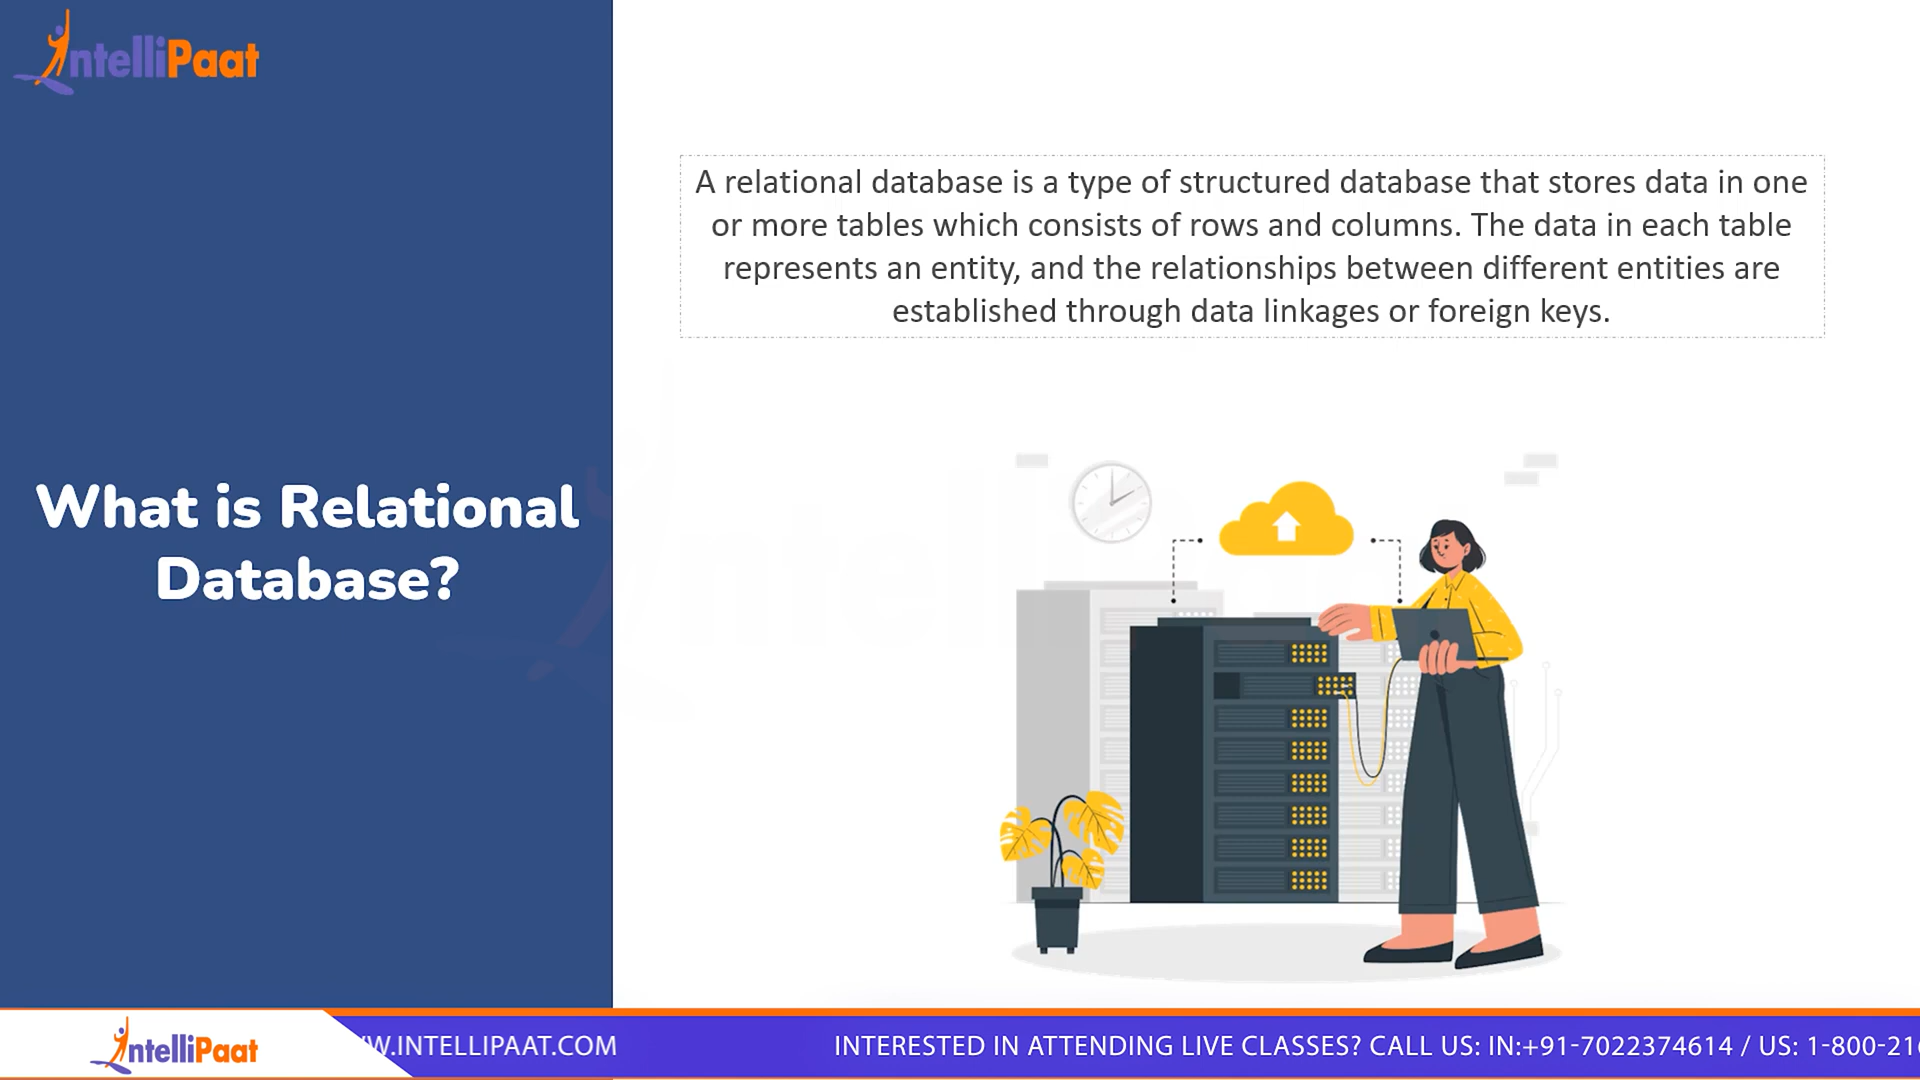 IntelliPaat
What is Relational
Database?
A relational database is a type of structured database that stores data in one
or more tables which consists of rows and columns. The data in each table
represents an entity, and the relationships between different entities are
established through data linkages or foreign keys.
IntelliPaat
WWW.INTELLIPAAT.COM
INTERESTED IN ATTENDING LIVE CLASSES? CALL US: IN:+91-7022374614 / US: 1-800-21